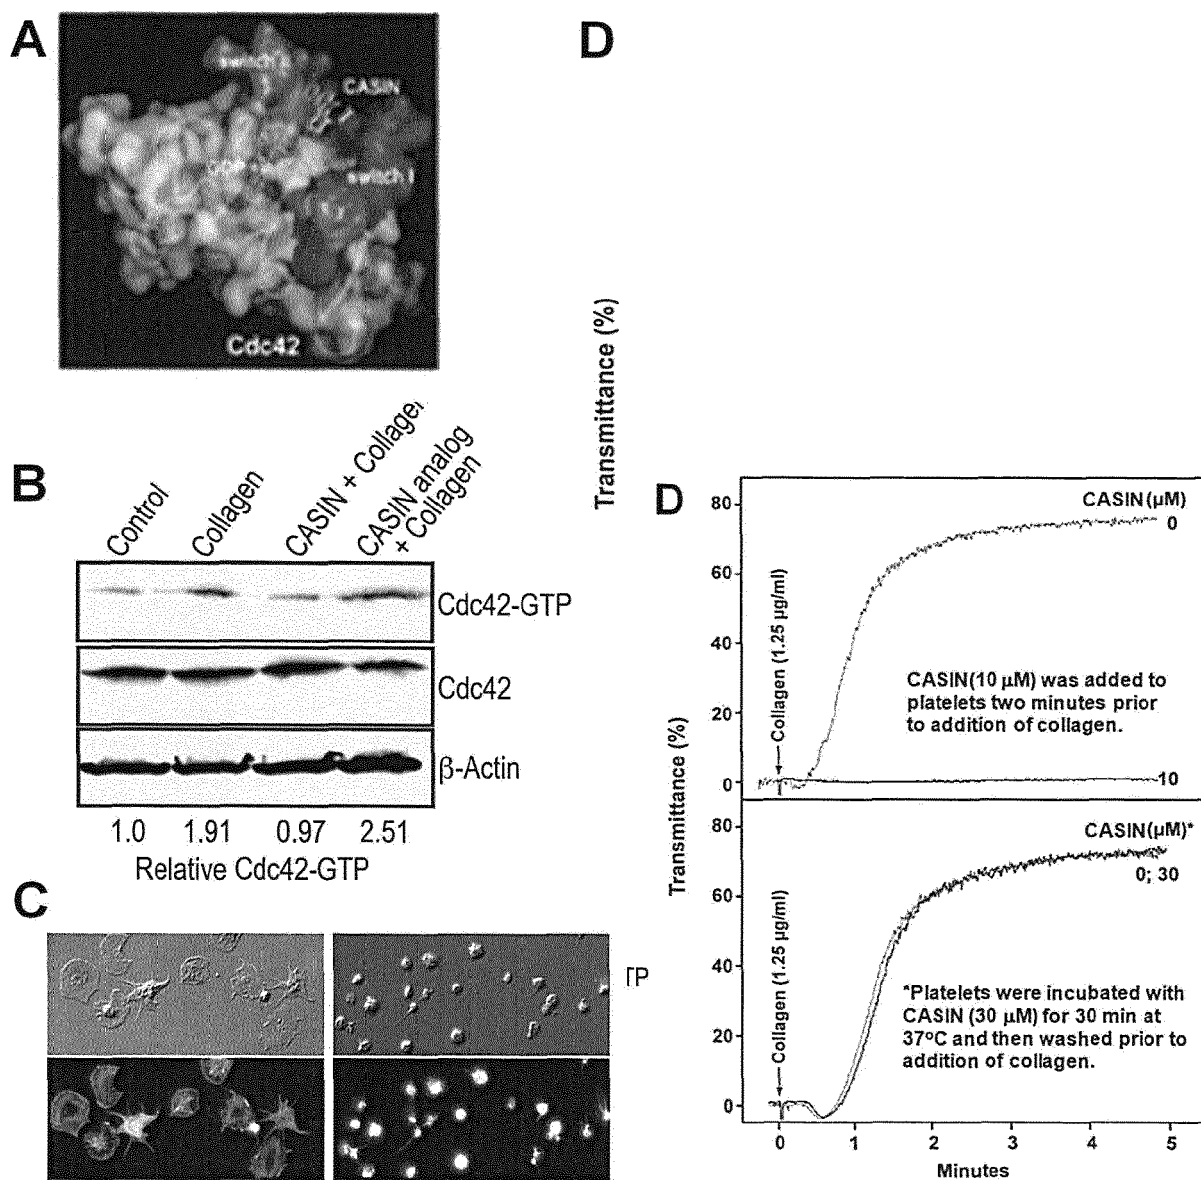 A
switch
CASIN
switch I
Cdc42
B
Control
Collagen
CASIN + Collagen
CASIN analog
+ Collagen
Cdc42-GTP
Cdc42
β-Actin
1.0 1.91 0.97 2.51
Relative Cdc42-GTP
C
TP
D
Transmittance (%)
D
80
60
40
20
0
Transmittance (%)
Collagen (1.25 µg/ml)
CASIN(µM)
0
CASIN(10 µM) was added to
platelets two minutes prior
to addition of collagen.
10
80
60
40
20
0
Collagen (1.25 µg/ml)
CASIN(µM)*
0; 30
*Platelets were incubated with
CASIN (30 µM) for 30 min at
37ºC and then washed prior to
addition of collagen.
0 1 2 3 4 5
Minutes